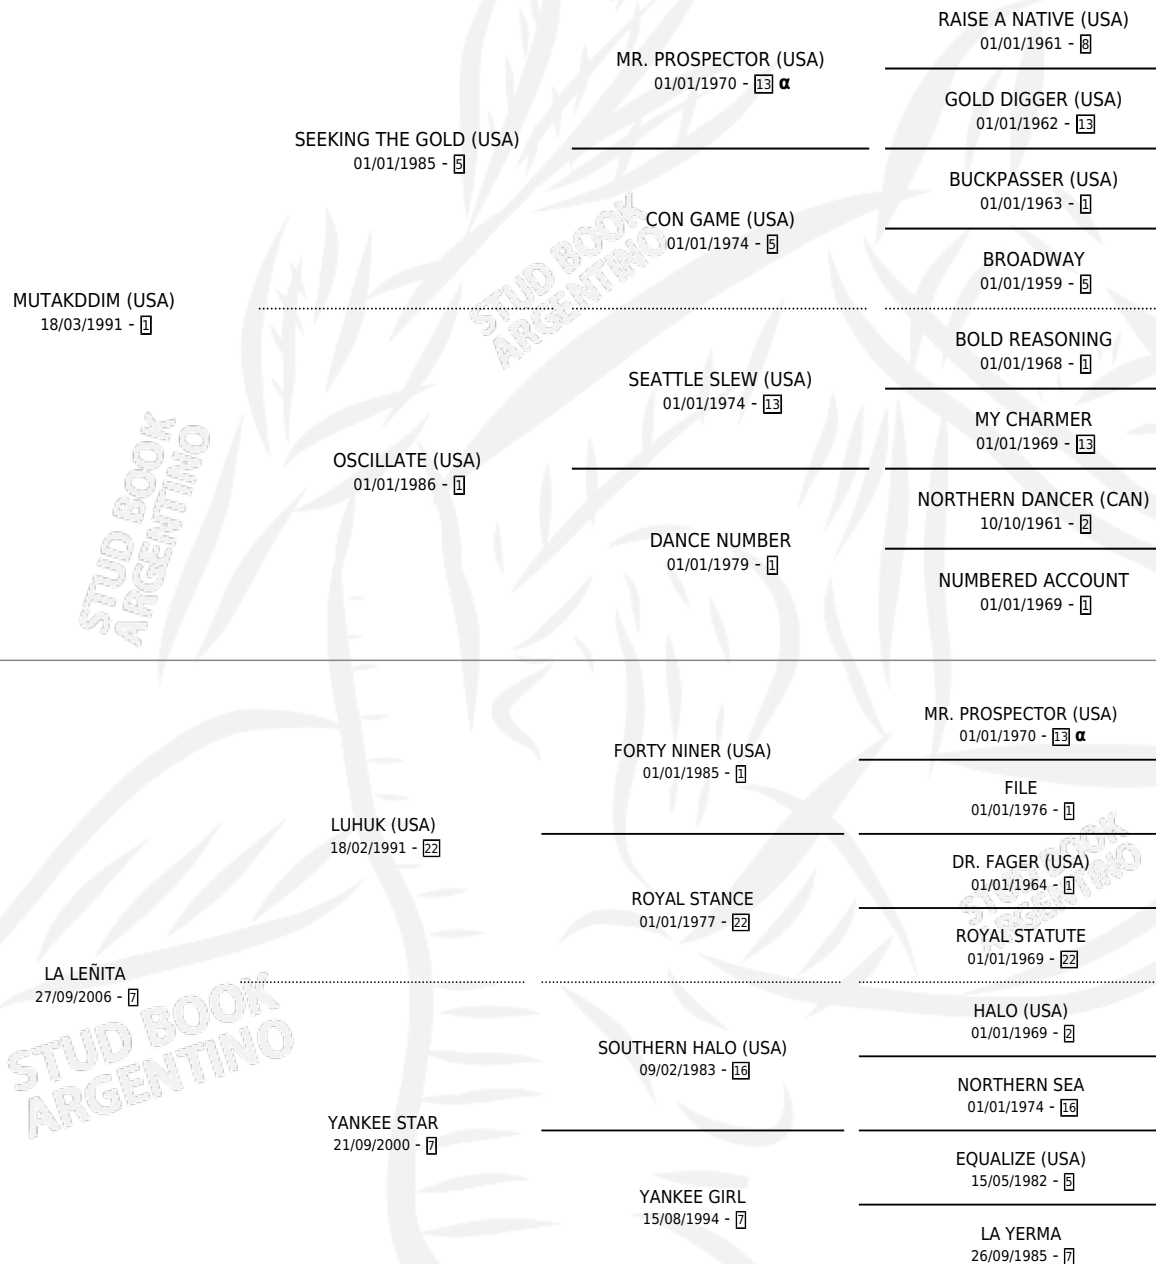 RAISE A NATIVE (USA)
01/01/1961 - 8
MR. PROSPECTOR (USA)
01/01/1970 - 13 α
GOLD DIGGER (USA)
01/01/1962 - 13
SEEKING THE GOLD (USA)
01/01/1985 - 5
BUCKPASSER (USA)
01/01/1963 - 1
CON GAME (USA)
01/01/1974 - 5
BROADWAY
01/01/1959 - 5
MUTAKDDIM (USA)
18/03/1991 - 1
BOLD REASONING
01/01/1968 - 1
SEATTLE SLEW (USA)
01/01/1974 - 13
MY CHARMER
01/01/1969 - 13
OSCILLATE (USA)
01/01/1986 - 1
NORTHERN DANCER (CAN)
10/10/1961 - 2
DANCE NUMBER
01/01/1979 - 1
NUMBERED ACCOUNT
01/01/1969 - 1
MR. PROSPECTOR (USA)
01/01/1970 - 13 α
FORTY NINER (USA)
01/01/1985 - 1
FILE
01/01/1976 - 1
LUHUK (USA)
18/02/1991 - 22
DR. FAGER (USA)
01/01/1964 - 1
ROYAL STANCE
01/01/1977 - 22
ROYAL STATUTE
01/01/1969 - 22
LA LEÑITA
27/09/2006 - 7
HALO (USA)
01/01/1969 - 2
SOUTHERN HALO (USA)
09/02/1983 - 16
NORTHERN SEA
01/01/1974 - 16
YANKEE STAR
21/09/2000 - 7
EQUALIZE (USA)
15/05/1982 - 5
YANKEE GIRL
15/08/1994 - 7
LA YERMA
26/09/1985 - 7
STUD BOOK
ARGENTINO
STUD BOOK
ARGENTINO
STUD BOOK
ARGENTINO
STUD BOOK
ARGENTINO